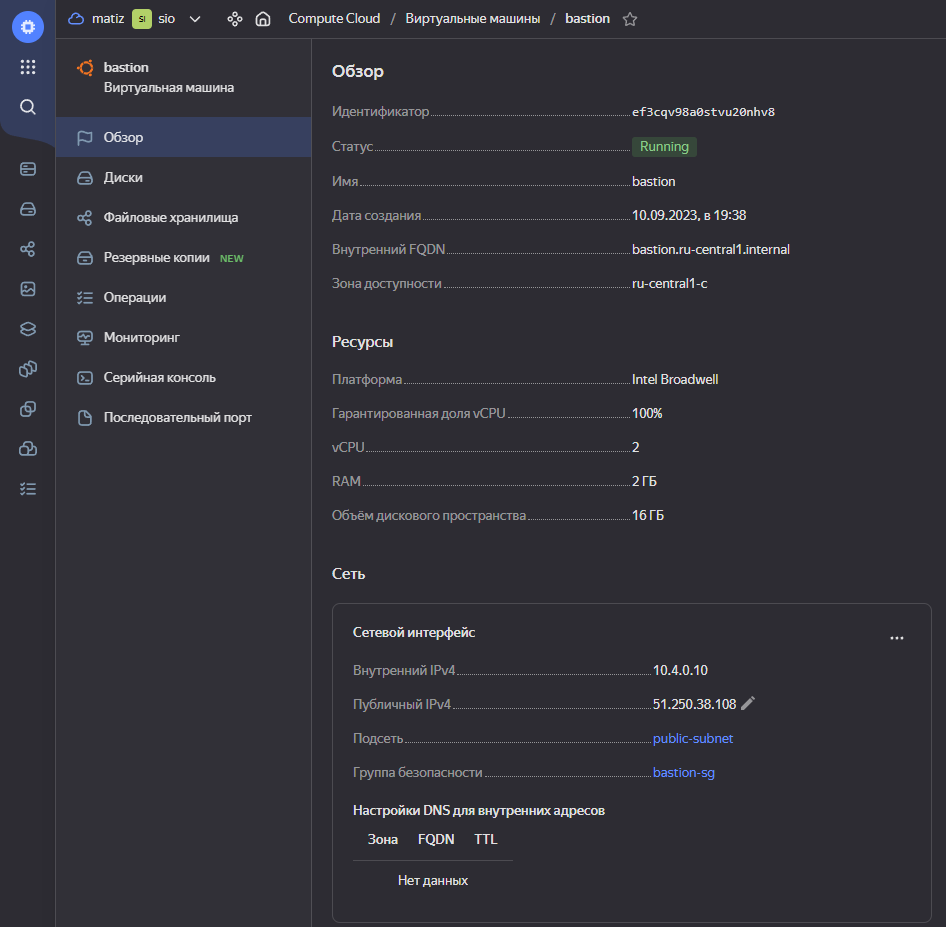 matiz SI sio Compute Cloud / Виртуальные машины / bastion
bastion
Виртуальная машина
Обзор
Диски
Файловые хранилища
Резервные копии NEW
Операции
Мониторинг
Серийная консоль
Последовательный порт
Обзор
Идентификатор ef3cqv98a0stvu20nhv8
Статус Running
Имя bastion
Дата создания 10.09.2023, в 19:38
Внутренний FQDN bastion.ru-central1.internal
Зона доступности ru-central1-c
Ресурсы
Платформа Intel Broadwell
Гарантированная доля vCPU 100%
vCPU 2
RAM 2 ГБ
Объём дискового пространства 16 ГБ
Сеть
Сетевой интерфейс
Внутренний IPv4 10.4.0.10
Публичный IPv4 51.250.38.108
Подсеть public-subnet
Группа безопасности bastion-sg
Настройки DNS для внутренних адресов
Зона FQDN TTL
Нет данных